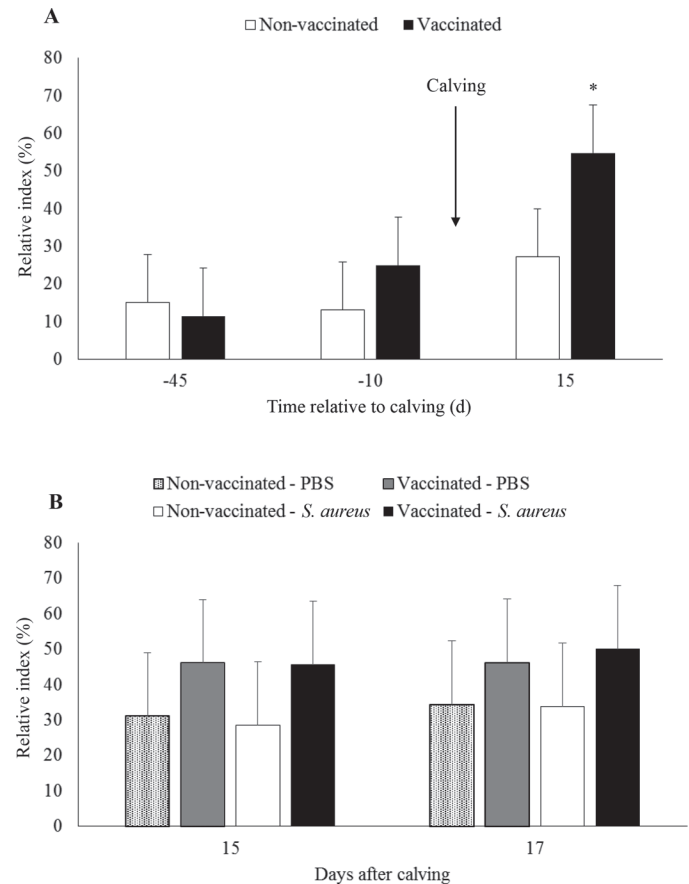 A
Non-vaccinated Vaccinated
80
70
60
50
40
30
20
10
0
Relative index (%)
Calving
*
-45 -10 15
Time relative to calving (d)
Non-vaccinated - PBS Vaccinated - PBS
B
Non-vaccinated - S. aureus Vaccinated - S. aureus
80
70
60
50
40
30
20
10
0
Relative index (%)
15 17
Days after calving